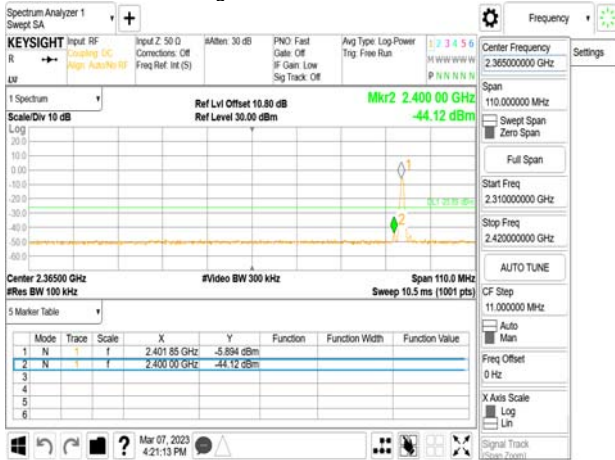 Spectrum Analyzer 1
Swept SA
Frequency
KEYSIGHT
R
Input: RF
Coupling: DC
Align: Auto/No RF
Input Z: 50 Ω
Corrections: Off
Freq Ref: Int (S)
#Atten: 30 dB
PNO: Fast
Gate: Off
IF Gain: Low
Sig Track: Off
Avg Type: Log-Power
Trig: Free Run
1 2 3 4 5 6
M W W W W W
P N N N N N
1 Spectrum
Scale/Div 10 dB
Ref Lvl Offset 10.80 dB
Ref Level 30.00 dBm
Mkr2 2.400 00 GHz
-44.12 dBm
Log
20.0
10.0
0.00
-10.0
-20.0
-30.0
-40.0
-50.0
-60.0
1
2
Center 2.36500 GHz
#Res BW 100 kHz
#Video BW 300 kHz
Span 110.0 MHz
Sweep 10.5 ms (1001 pts)
5 Marker Table
Mode Trace Scale X Y Function Function Width Function Value
1 N 1 f 2.401 85 GHz -5.894 dBm
2 N 1 f 2.400 00 GHz -44.12 dBm
3
4
5
6
Mar 07, 2023
4:21:13 PM
Center Frequency
2.365000000 GHz
Settings
Span
110.000000 MHz
Swept Span
Zero Span
Full Span
Start Freq
2.310000000 GHz
Stop Freq
2.420000000 GHz
AUTO TUNE
CF Step
11.000000 MHz
Auto
Man
Freq Offset
0 Hz
X Axis Scale
Log
Lin
Signal Track
(Span Zoom)